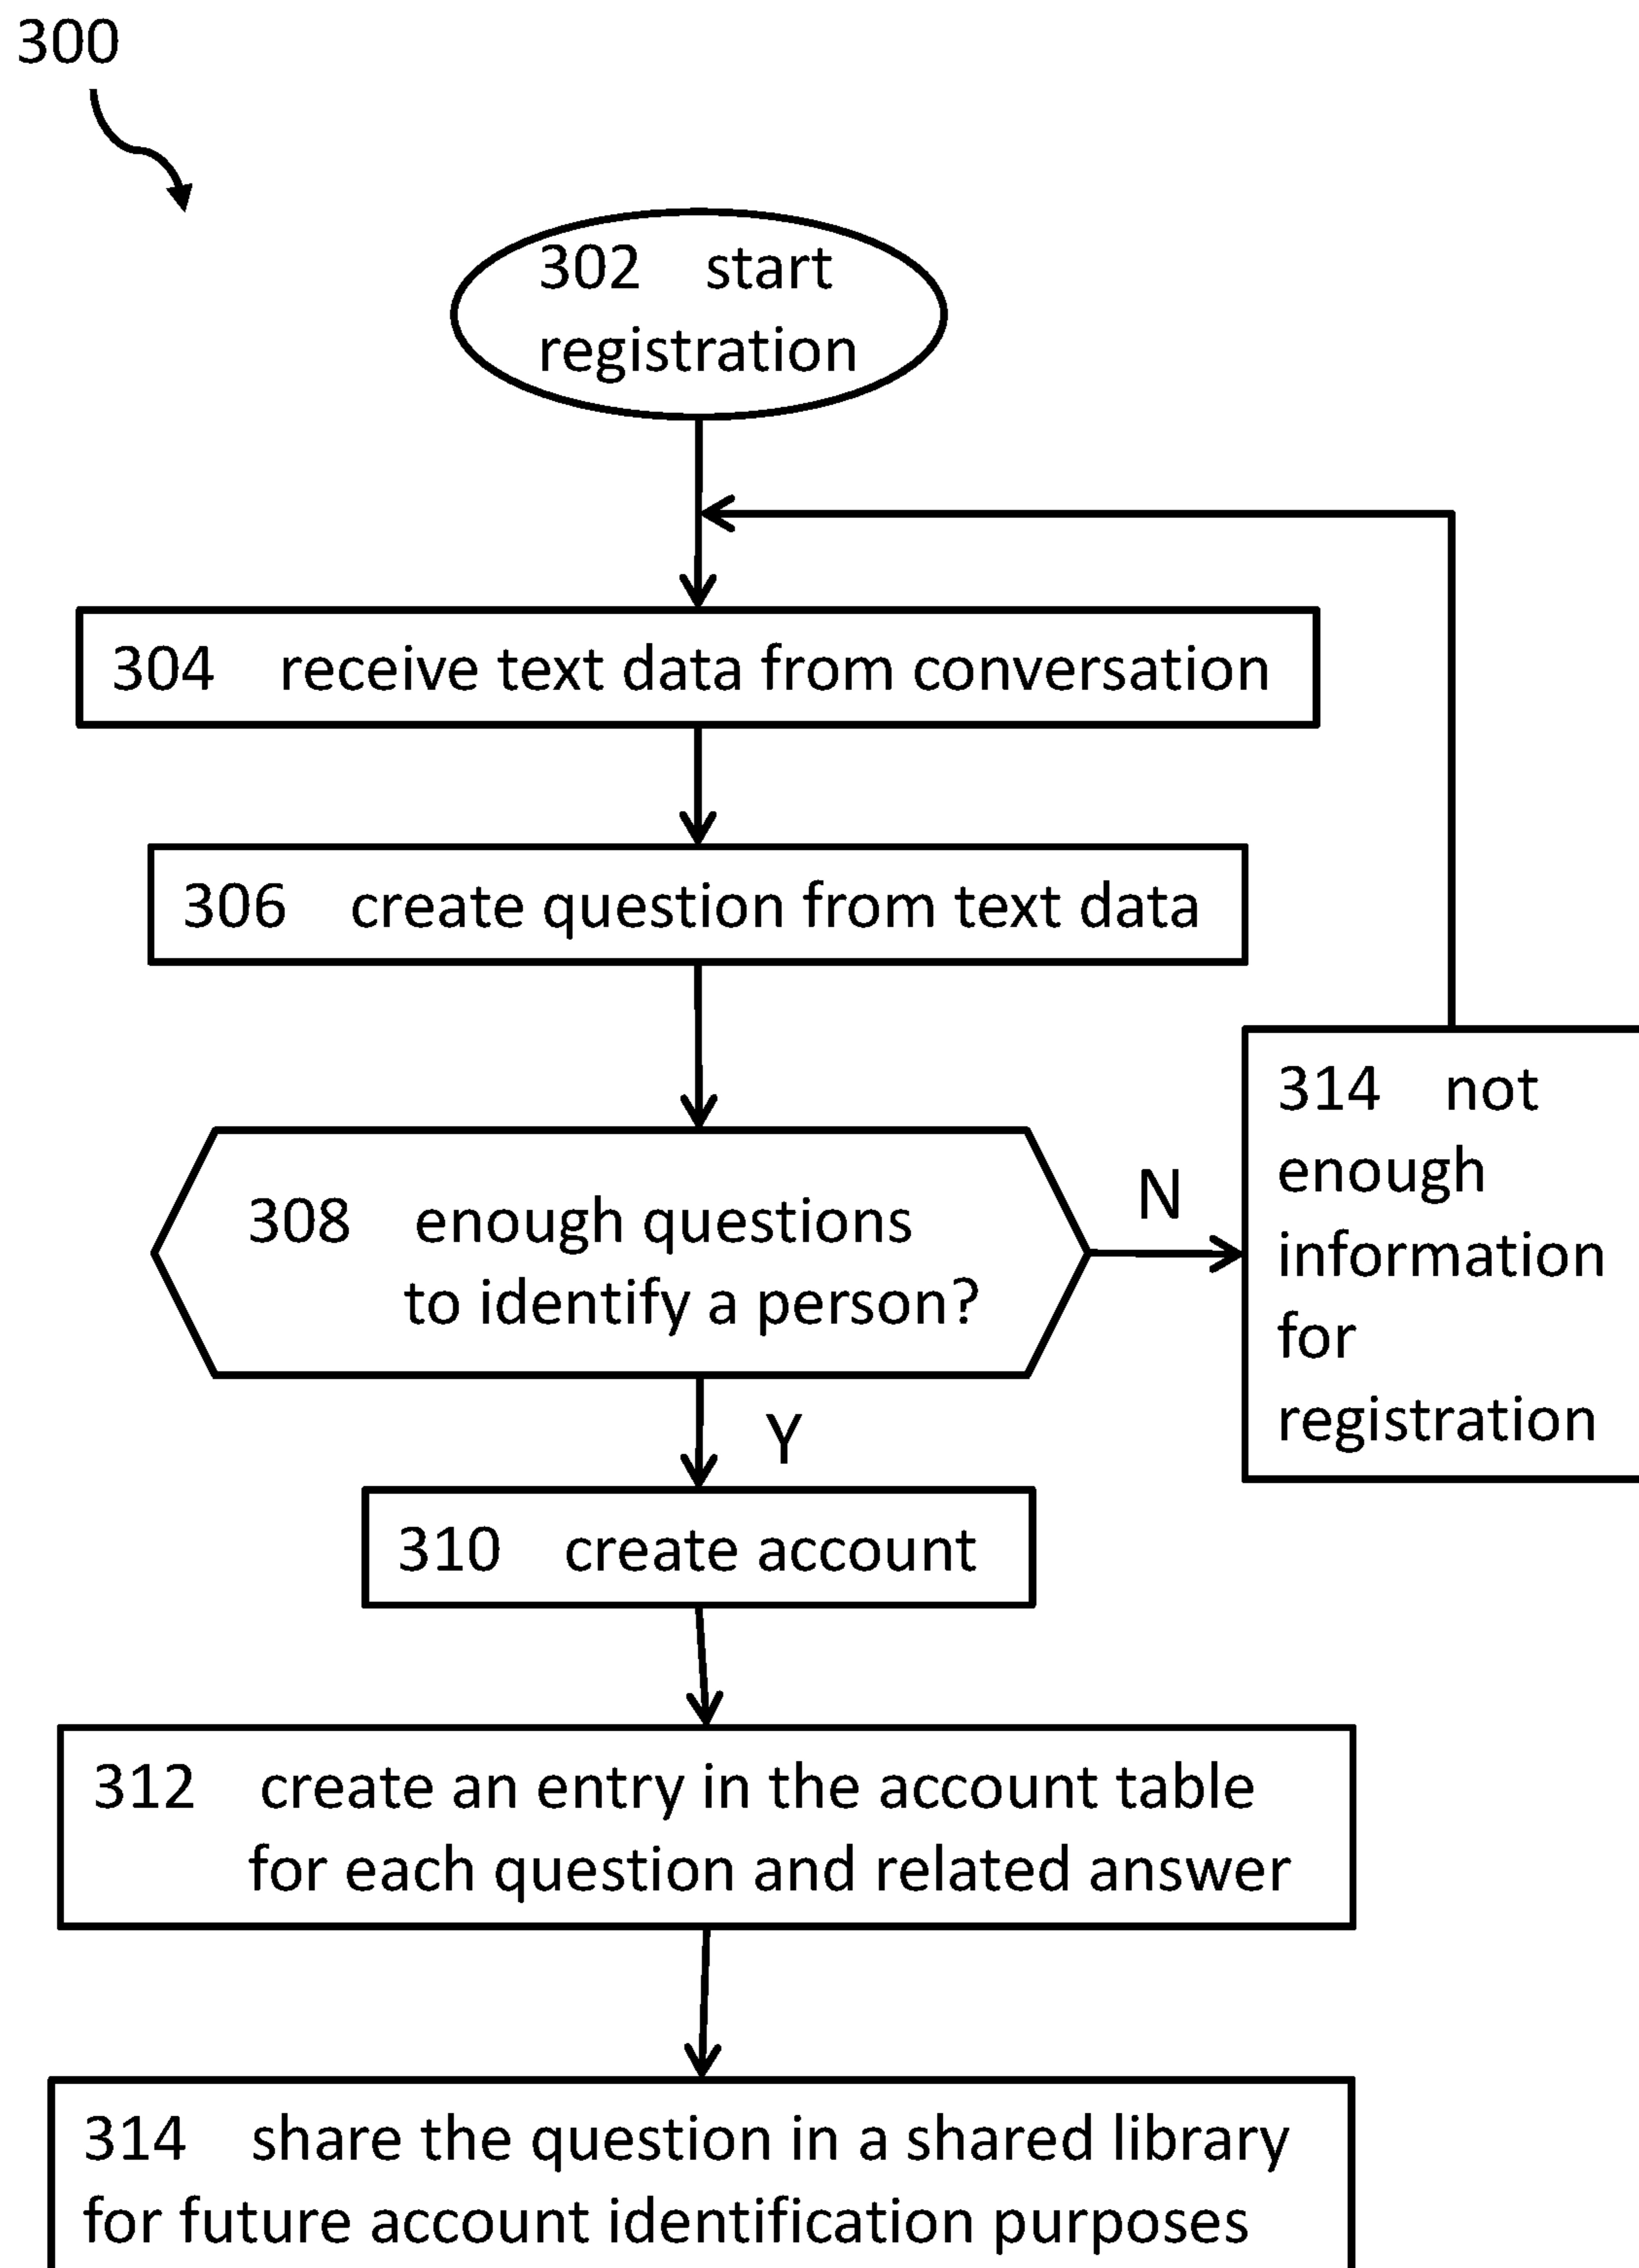 300
302 start
registration
304 receive text data from conversation
306 create question from text data
314 not
enough
information
for
registration
308 enough questions
to identify a person?
N
Y
310 create account
312 create an entry in the account table
for each question and related answer
314 share the question in a shared library
for future account identification purposes